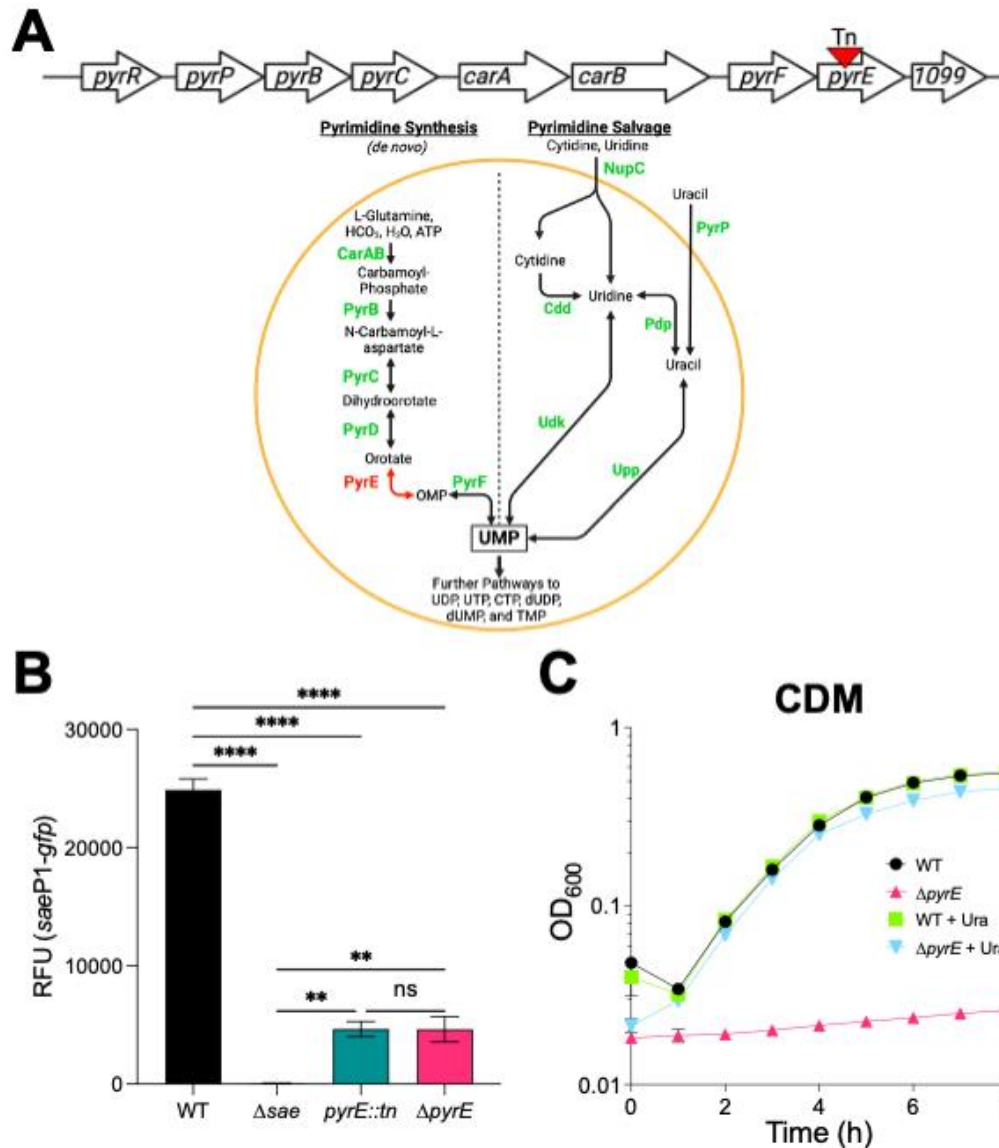 A
Tn
pyrR pyrP pyrB pyrC carA carB pyrF pyrE 1099
Pyrimidine Synthesis
(de novo)
Pyrimidine Salvage
Cytidine, Uridine
NupC
Uracil
PyrP
L-Glutamine,
HCO₃, H₂O, ATP
CarAB
Carbamoyl-
Phosphate
PyrB
N-Carbamoyl-L-
aspartate
PyrC
Dihydroorotate
PyrD
Orotate
PyrE
OMP
PyrF
Cytidine
Cdd
Uridine
Pdp
Uracil
Udk
Upp
UMP
Further Pathways to
UDP, UTP, CTP, dUDP,
dUMP, and TMP
B
RFU (saeP1-gfp)
30000
20000
10000
0
****
****
****
**
**
ns
WT Δsae pyrE::tn ΔpyrE
C
CDM
OD₆₀₀
1
0.1
0.01
WT
ΔpyrE
WT + Ura
ΔpyrE + Ura
0 2 4 6
Time (h)